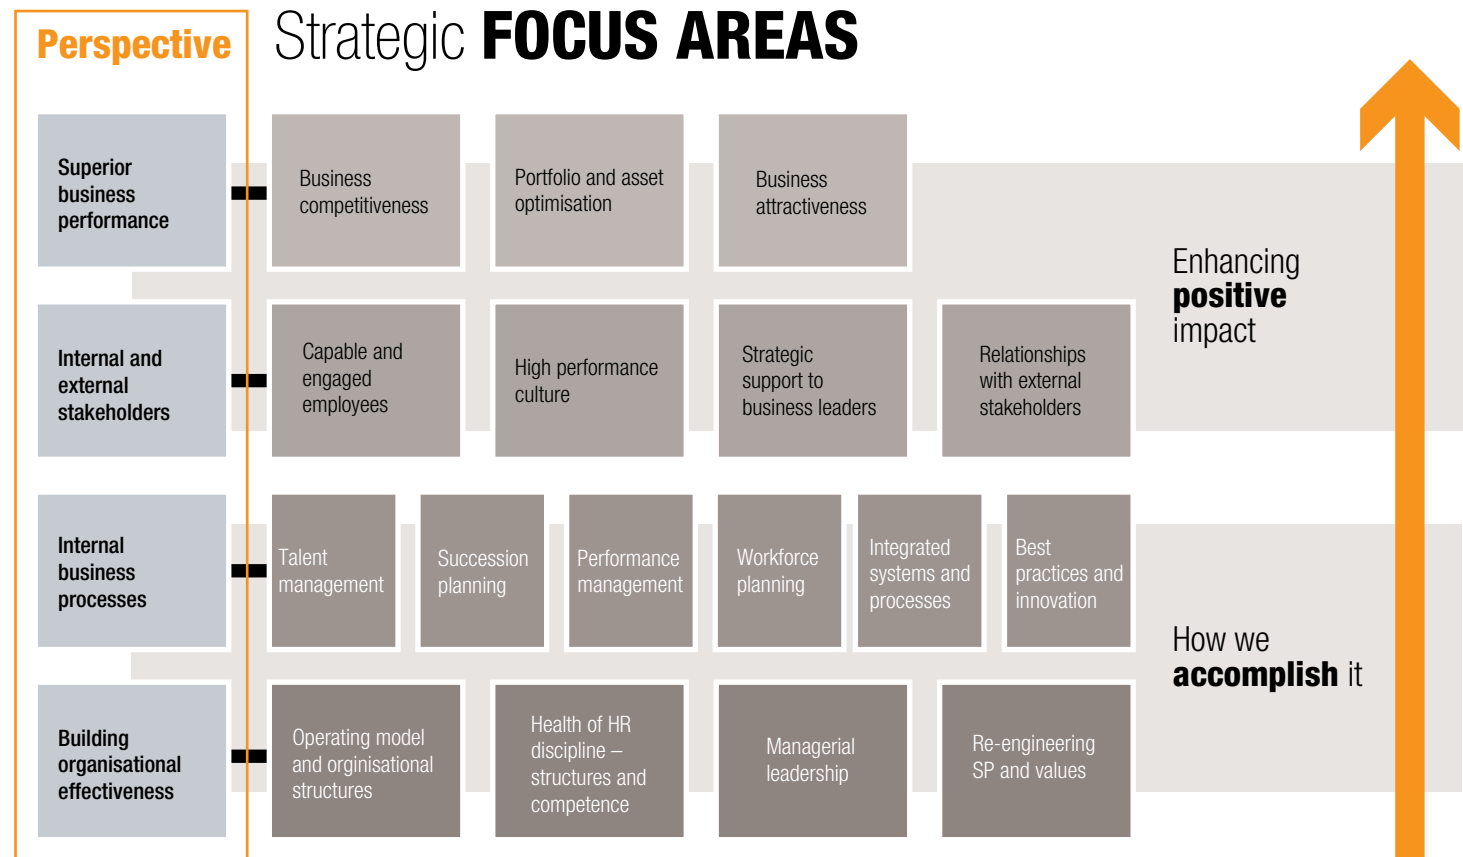 Perspective
Strategic FOCUS AREAS
Superior
business
performance
Business
competitiveness
Portfolio and asset
optimisation
Business
attractiveness
Enhancing
positive
impact
Internal and
external
stakeholders
Capable and
engaged
employees
High performance
culture
Strategic
support to
business leaders
Relationships
with external
stakeholders
Internal
business
processes
Talent
management
Succession
planning
Performance
management
Workforce
planning
Integrated
systems and
processes
Best
practices and
innovation
How we
accomplish it
Building
organisational
effectiveness
Operating model
and orginisational
structures
Health of HR
discipline –
structures and
competence
Managerial
leadership
Re-engineering
SP and values